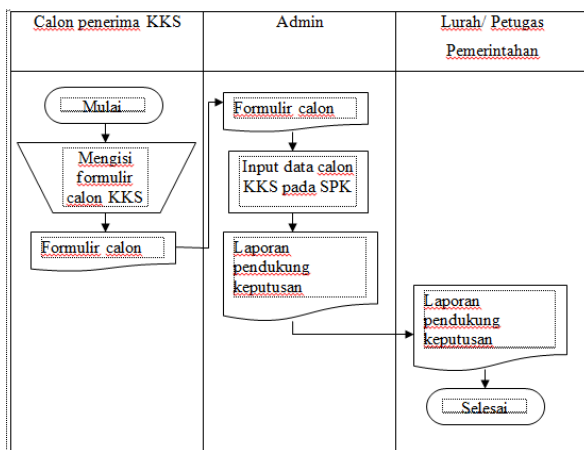 Calon penerima KKS
Admin
Lurah/ Petugas
Pemerintahan
Mulai
Mengisi
formulir
calon KKS
Formulir calon
Formulir calon
Input data calon
KKS pada SPK
Laporan
pendukung
keputusan
Laporan
pendukung
keputusan
Selesai